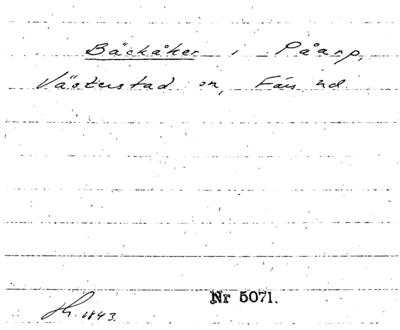 Bäckåker i Påarp,
Västerstad sn, Färs hd.
Nr 5071.
1843.